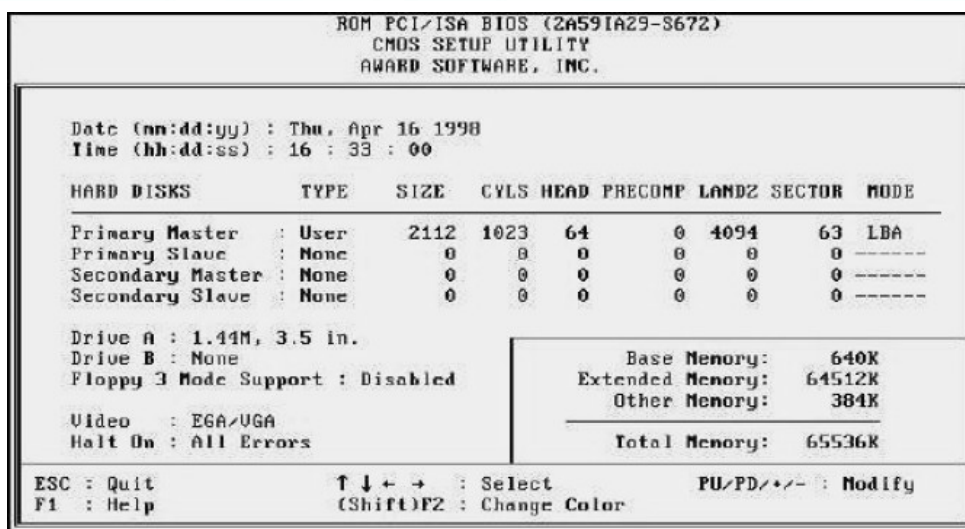 ROM PCI/ISA BIOS (2A59IA29-S672)
CMOS SETUP UTILITY
AWARD SOFTWARE, INC.
Date (mm:dd:yy) : Thu, Apr 16 1998
Time (hh:dd:ss) : 16 : 33 : 00
HARD DISKS TYPE SIZE CYLS HEAD PRECOMP LANDZ SECTOR MODE
Primary Master : User 2112 1023 64 0 4094 63 LBA
Primary Slave : None 0 0 0 0 0 0 ------
Secondary Master : None 0 0 0 0 0 0 ------
Secondary Slave : None 0 0 0 0 0 0 ------
Drive A : 1.44M, 3.5 in.
Drive B : None
Floppy 3 Mode Support : Disabled
Video : EGA/VGA
Halt On : All Errors
Base Memory: 640K
Extended Memory: 64512K
Other Memory: 384K
Total Memory: 65536K
ESC : Quit ↑ ↓ ← → : Select PU/PD/+/- : Modify
F1 : Help (Shift)F2 : Change Color